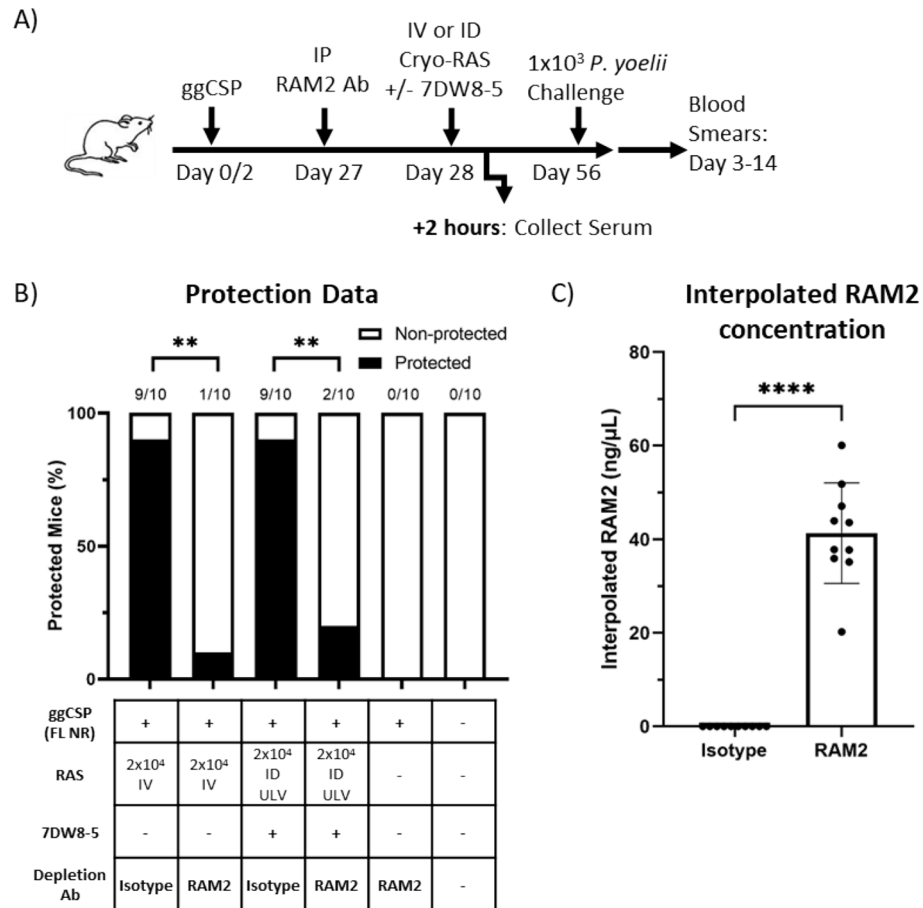 A)
ggCSP
IP
RAM2 Ab
IV or ID
Cryo-RAS
+/- 7DW8-5
1x10³ P. yoelii
Challenge
Blood
Smears:
Day 3-14
Day 0/2
Day 27
Day 28
Day 56
+2 hours: Collect Serum
B)
Protection Data
** **
Non-protected
Protected
9/10 1/10 9/10 2/10 0/10 0/10
Protected Mice (%)
100
50
0
ggCSP
(FL NR)
+ + + + + -
RAS
2x10⁴
IV
2x10⁴
IV
2x10⁴
ID
ULV
2x10⁴
ID
ULV
- -
7DW8-5
- - + + - -
Depletion
Ab
Isotype RAM2 Isotype RAM2 RAM2 -
C)
Interpolated RAM2
concentration
****
Interpolated RAM2 (ng/µL)
80
60
40
20
0
Isotype RAM2